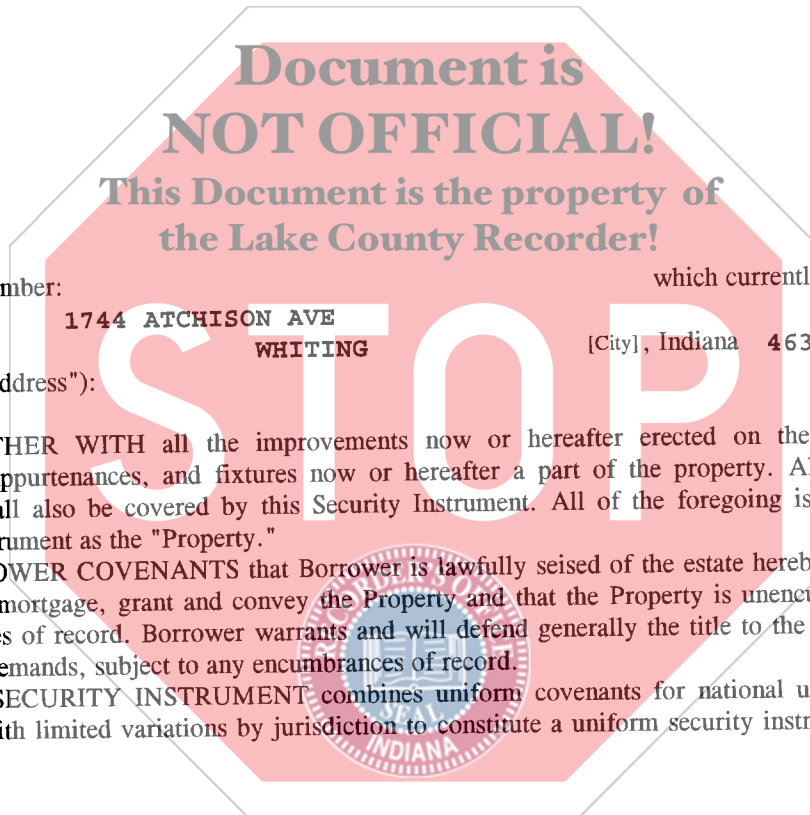 Document is
NOT OFFICIAL!
This Document is the property of
the Lake County Recorder!
mber: which currentl
1744 ATCHISON AVE
WHITING [City], Indiana 463
ddress"):
STOP
THER WITH all the improvements now or hereafter erected on the
ppurtenances, and fixtures now or hereafter a part of the property. A
all also be covered by this Security Instrument. All of the foregoing is
rument as the "Property."
OWER COVENANTS that Borrower is lawfully seised of the estate hereb
mortgage, grant and convey the Property and that the Property is unenc
es of record. Borrower warrants and will defend generally the title to the
emands, subject to any encumbrances of record.
SECURITY INSTRUMENT combines uniform covenants for national u
ith limited variations by jurisdiction to constitute a uniform security instr
SEAL
INDIANA